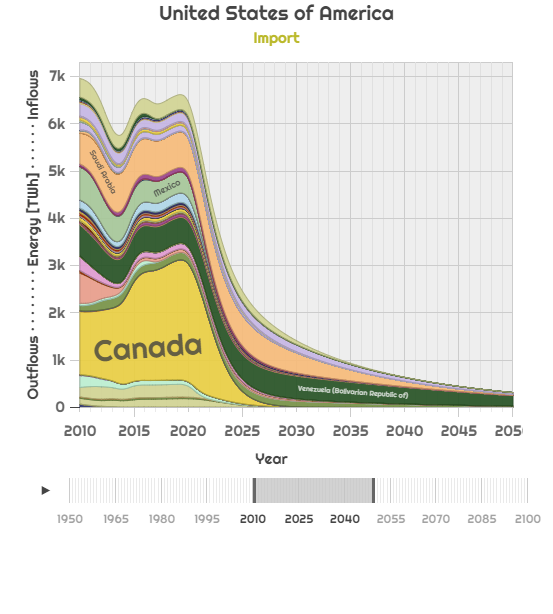 United States of America
Import
Outflows ········ Energy [TWh] ······ Inflows
7k
6k
5k
4k
3k
2k
1k
0
Saudi Arabia
Mexico
Canada
Venezuela (Bolivarian Republic of)
2010 2015 2020 2025 2030 2035 2040 2045 205
Year
1950 1965 1980 1995 2010 2025 2040 2055 2070 2085 2100